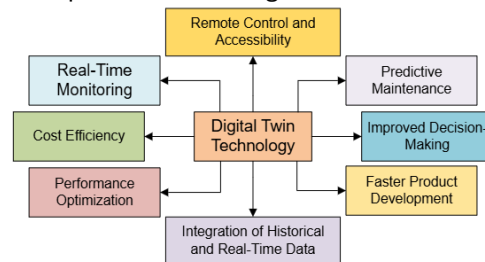 Remote Control and
Accessibility
Real-Time
Monitoring
Predictive
Maintenance
Cost Efficiency
Digital Twin
Technology
Improved Decision-
Making
Performance
Optimization
Faster Product
Development
Integration of Historical
and Real-Time Data